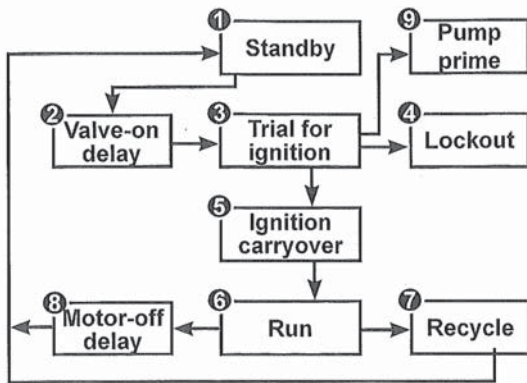 1
Standby
9
Pump
prime
2
Valve-on
delay
3
Trial for
ignition
4
Lockout
5
Ignition
carryover
8
Motor-off
delay
6
Run
7
Recycle